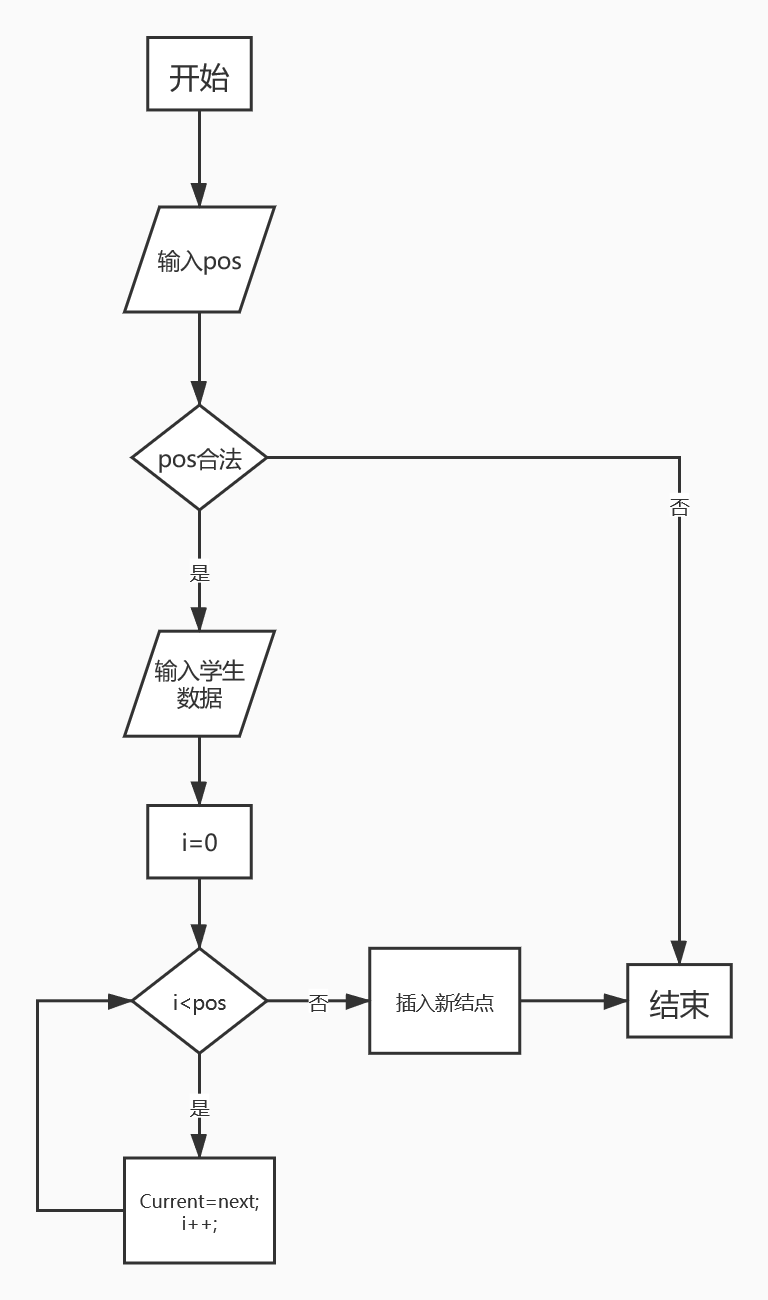 开始
输入pos
pos合法
否
是
输入学生
数据
i=0
i<pos
否
插入新结点
结束
是
Current=next;
i++;